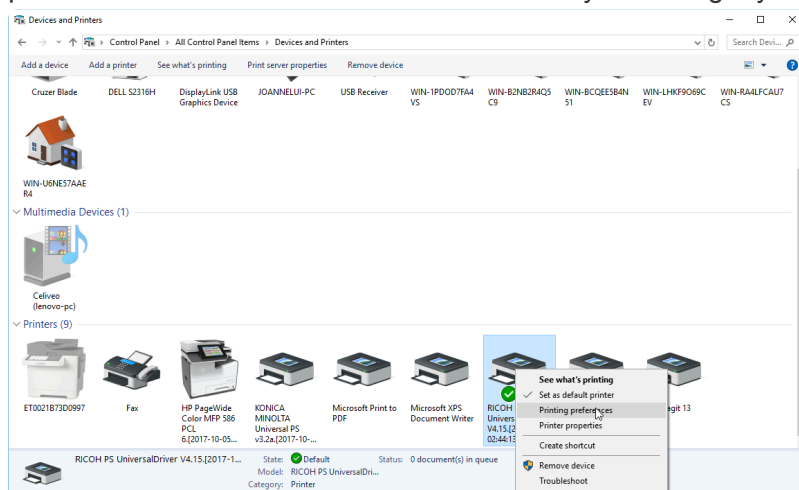 Devices and Printers
Control Panel > All Control Panel Items > Devices and Printers
Search Devi...
Add a device Add a printer See what's printing Print server properties Remove device
Cruzer Blade DELL S2316H DisplayLink USB JOANNELUI-PC USB Receiver WIN-1PDOD7FA4 WIN-B2NB2R4Q5 WIN-BCQEE5B4N WIN-LHKF9O69C WIN-RA4LFCAU7
Graphics Device VS C9 51 EV CS
WIN-U6NE57AAE
R4
Multimedia Devices (1)
Celiveo
(lenovo-pc)
Printers (9)
ET0021B73D0997 Fax HP PageWide KONICA Microsoft Print to Microsoft XPS RICOH
Color MFP 586 MINOLTA PDF Document Writer Univers
PCL Universal PS V4.15.[2
6.[2017-10-05... v3.2a.[2017-10-... 02:44:13
agit 13
See what's printing
Set as default printer
Printing preferences
Printer properties
Create shortcut
Remove device
Troubleshoot
RICOH PS UniversalDriver V4.15.[2017-1... State: Default Status: 0 document(s) in queue
Model: RICOH PS UniversalDri...
Category: Printer